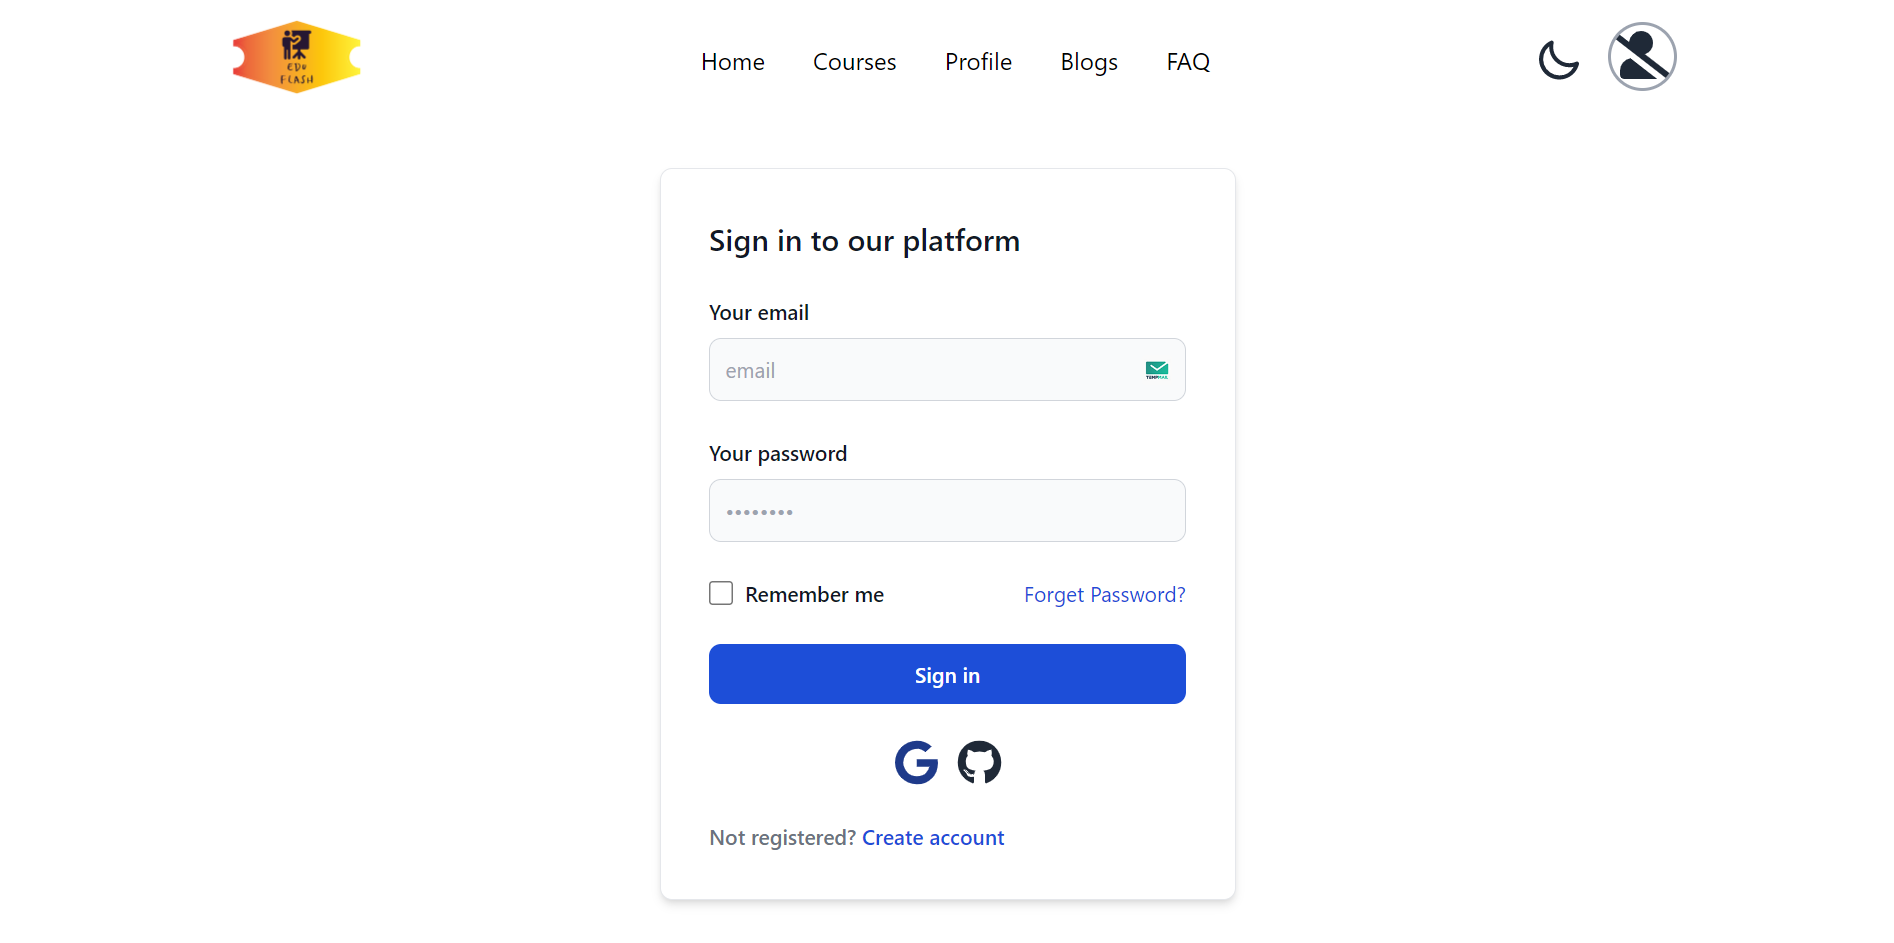 EDU
FLASH
Home Courses Profile Blogs FAQ
Sign in to our platform
Your email
email
TEMPMAIL
Your password
••••••••
Remember me Forget Password?
Sign in
Not registered? Create account